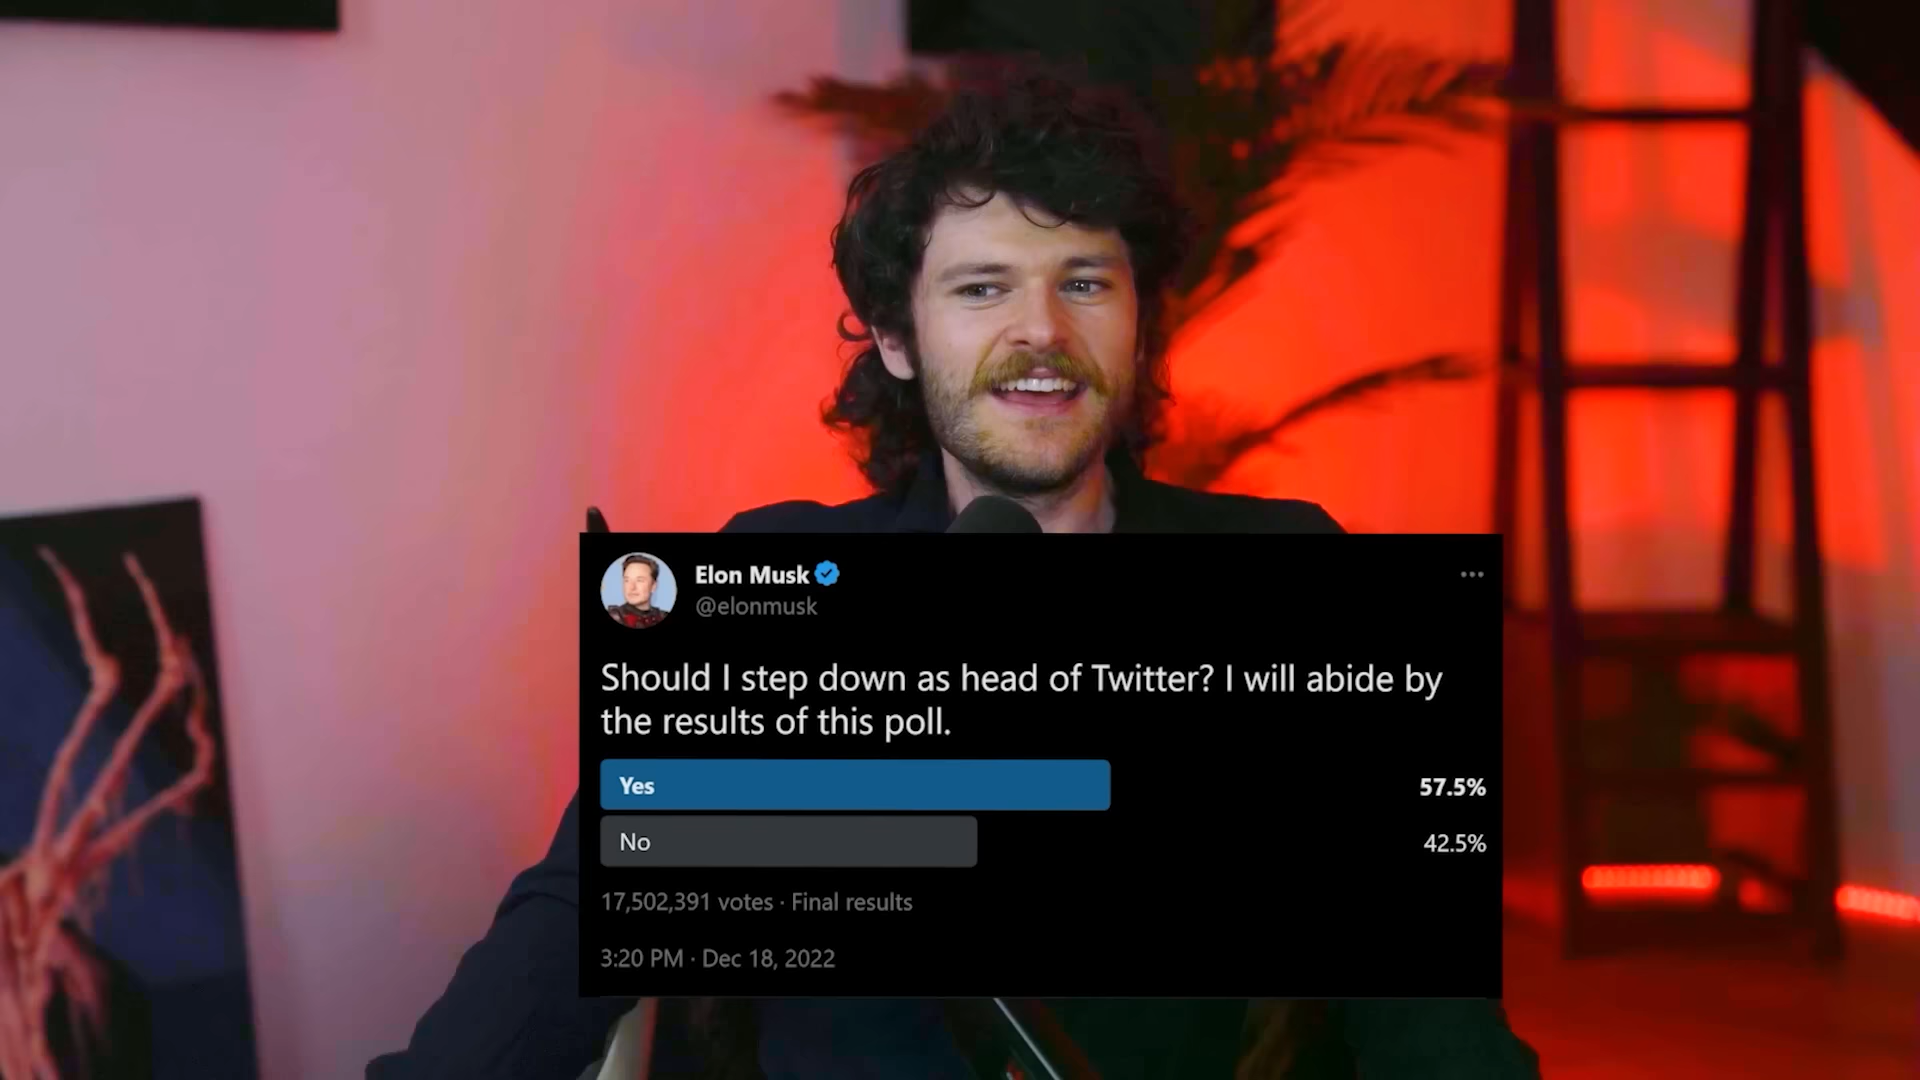 Elon Musk
@elonmusk
Should I step down as head of Twitter? I will abide by
the results of this poll.
Yes 57.5%
No 42.5%
17,502,391 votes · Final results
3:20 PM · Dec 18, 2022